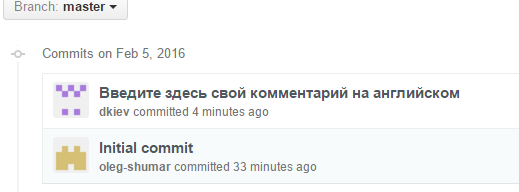 Branch: master
Commits on Feb 5, 2016
Введите здесь свой комментарий на английском
dkiev committed 4 minutes ago
Initial commit
oleg-shumar committed 33 minutes ago